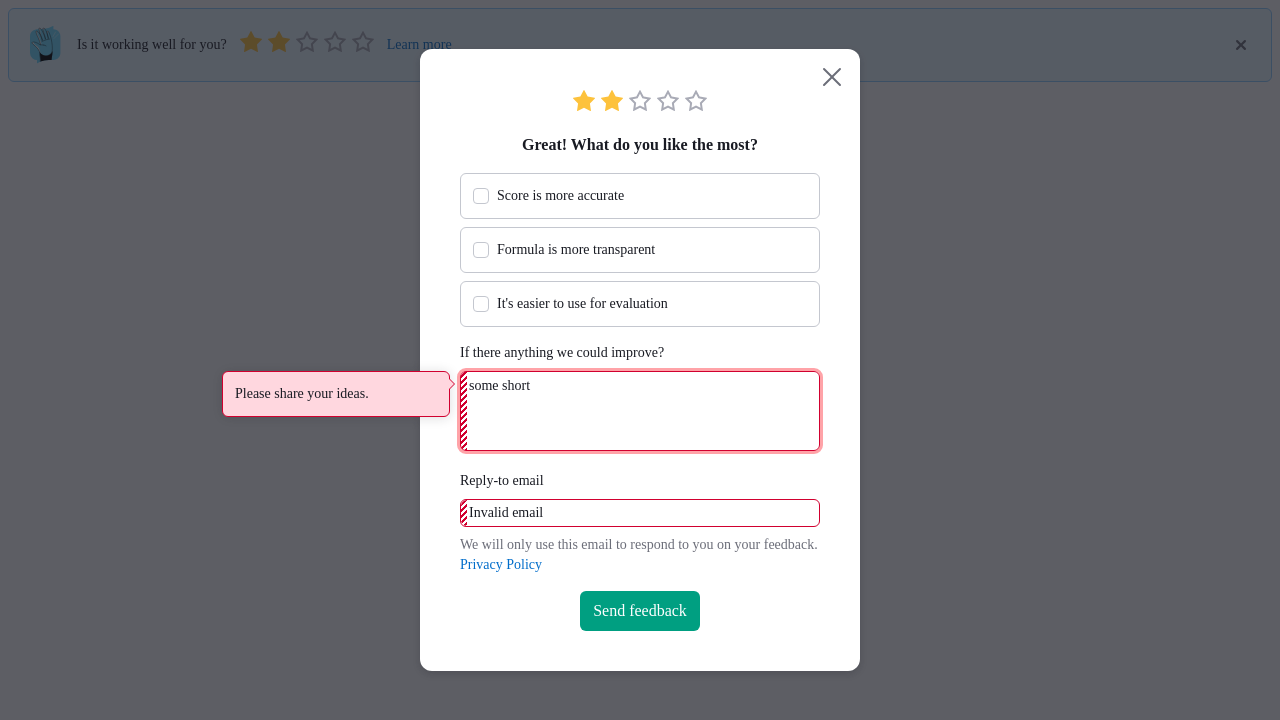 Is it working well for you? Learn more
Great! What do you like the most?
Score is more accurate
Formula is more transparent
It's easier to use for evaluation
If there anything we could improve?
Please share your ideas.
some short
Reply-to email
Invalid email
We will only use this email to respond to you on your feedback.
Privacy Policy
Send feedback